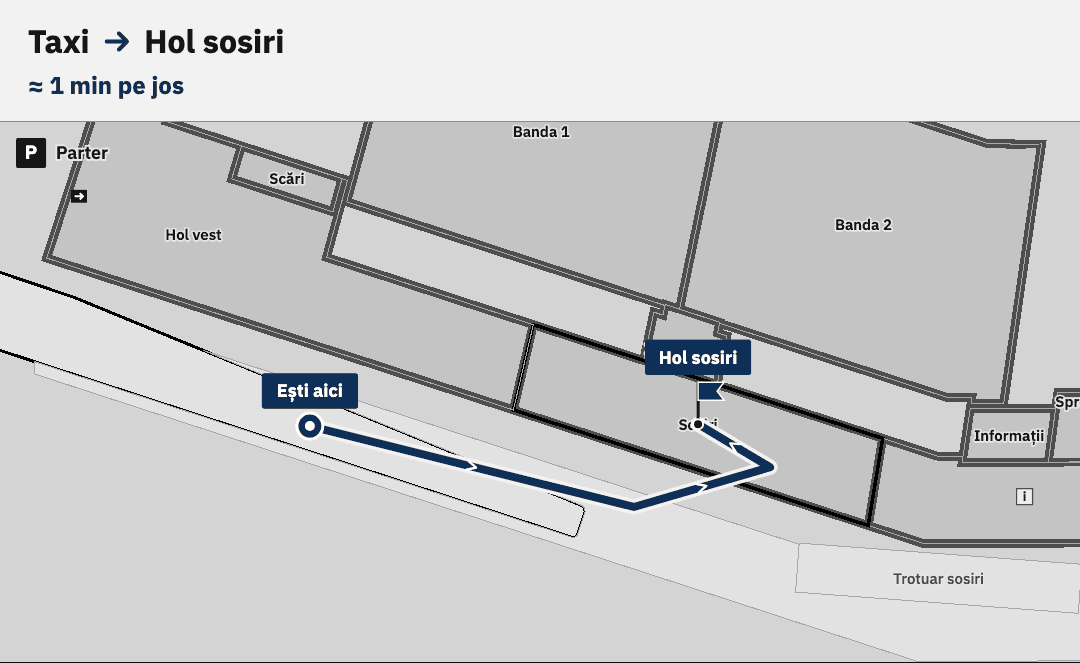 Taxi → Hol sosiri
≈ 1 min pe jos
Banda 1
P Parter
Scări
Banda 2
Hol vest
Hol sosiri
Ești aici
Spr
Informații
i
Trotuar sosiri